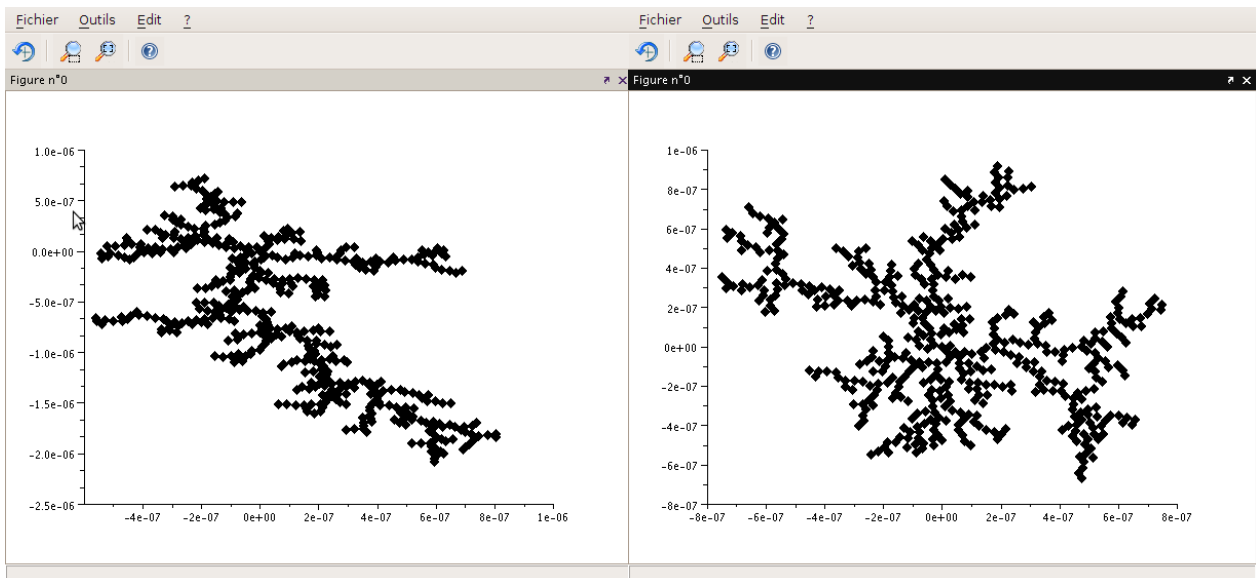 Fichier Outils Edit ?
Figure n°0
1.0e-06
5.0e-07
0.0e+00
-5.0e-07
-1.0e-06
-1.5e-06
-2.0e-06
-2.5e-06
-4e-07 -2e-07 0e+00 2e-07 4e-07 6e-07 8e-07 1e-06
Fichier Outils Edit ?
Figure n°0
1e-06
8e-07
6e-07
4e-07
2e-07
0e+00
-2e-07
-4e-07
-6e-07
-8e-07
-8e-07 -6e-07 -4e-07 -2e-07 0e+00 2e-07 4e-07 6e-07 8e-07